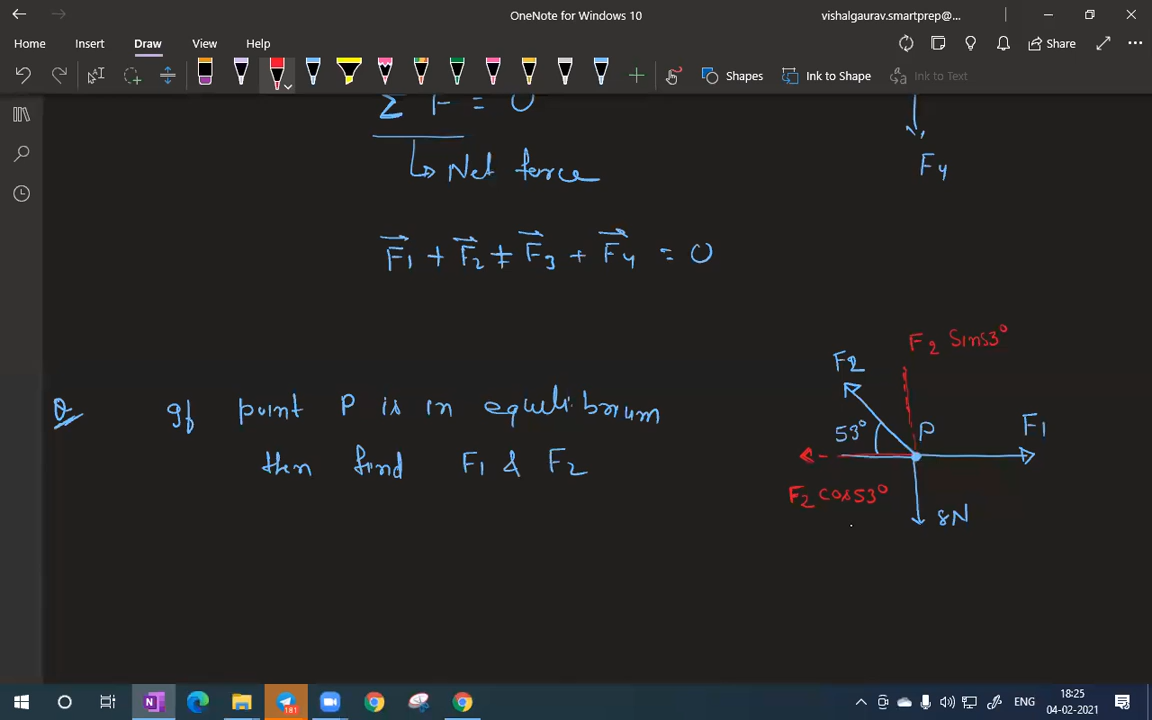 OneNote for Windows 10
vishalgaurav.smartprep@...
Home Insert Draw View Help
Share
Shapes
Ink to Shape
Ink to Text
Σ F = 0
↳ Net force
F4
F1 + F2 + F3 + F4 = 0
F2 Sin53°
F2
53°
P
F1
Q gf point P is in equilibrium
then find F1 & F2
F2 cos53°
8N
181
ENG
18:25
04-02-2021